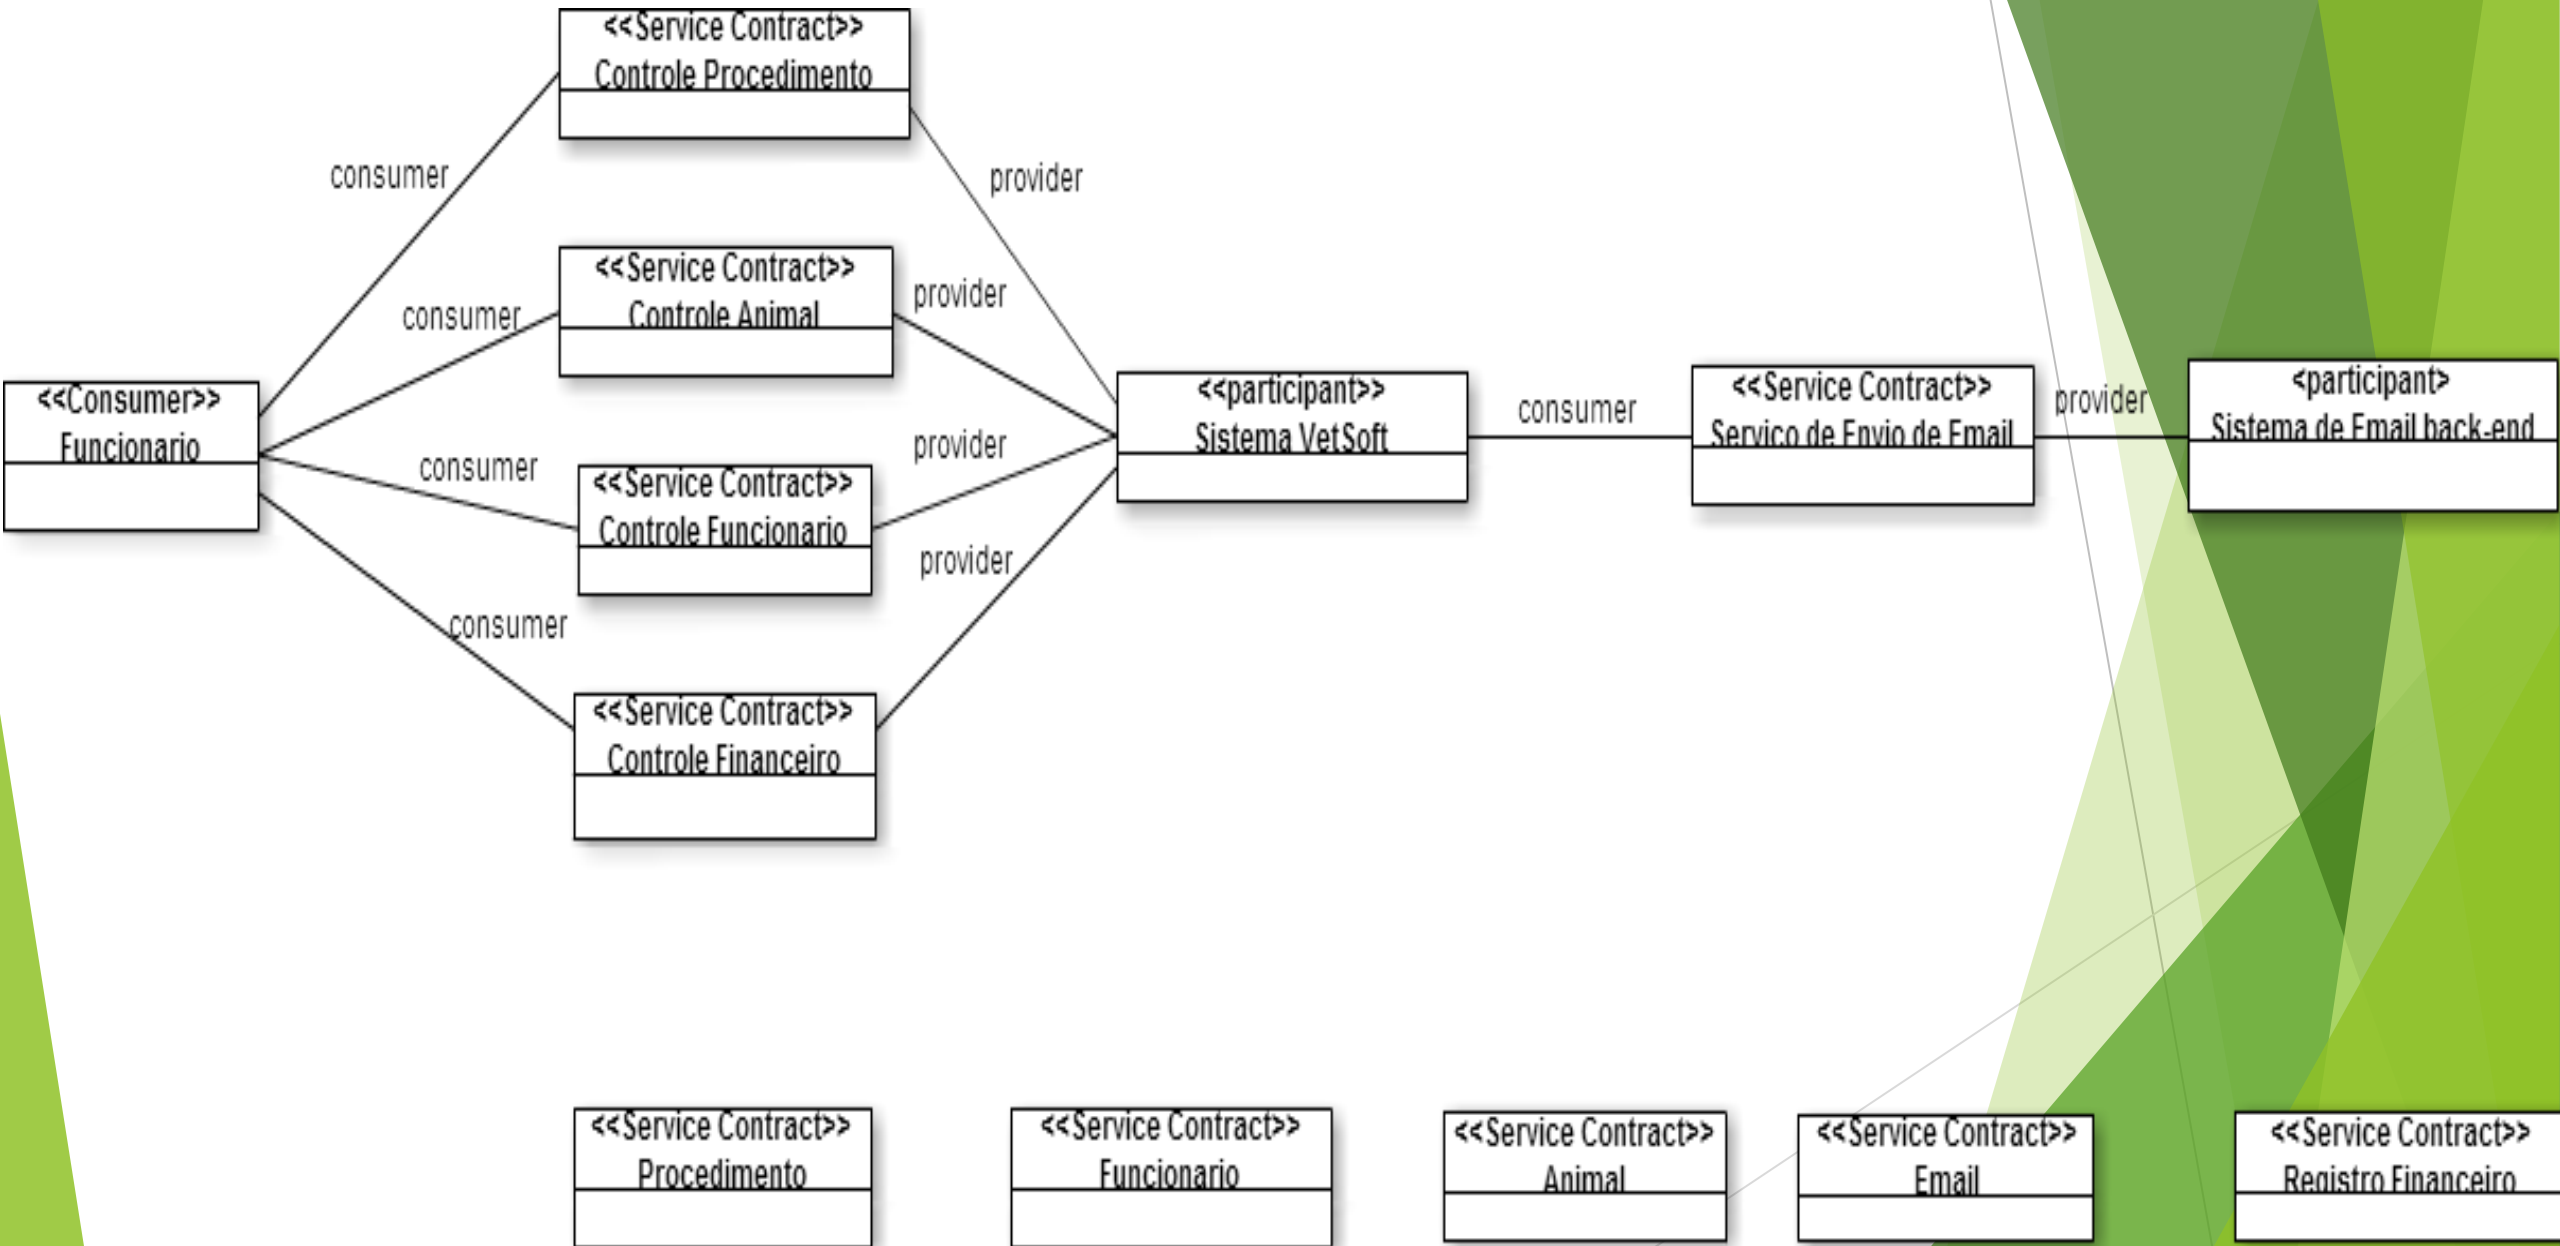 <<Service Contract>>
Controle Procedimento
consumer
provider
<<Service Contract>>
Controle Animal
consumer
provider
<<Consumer>>
Funcionario
<<participant>>
Sistema VetSoft
consumer
<<Service Contract>>
Serviço de Envio de Email
provider
<participant>
Sistema de Email back-end
consumer
provider
<<Service Contract>>
Controle Funcionario
provider
consumer
<<Service Contract>>
Controle Financeiro
<<Service Contract>>
Procedimento
<<Service Contract>>
Funcionario
<<Service Contract>>
Animal
<<Service Contract>>
Email
<<Service Contract>>
Registro Financeiro